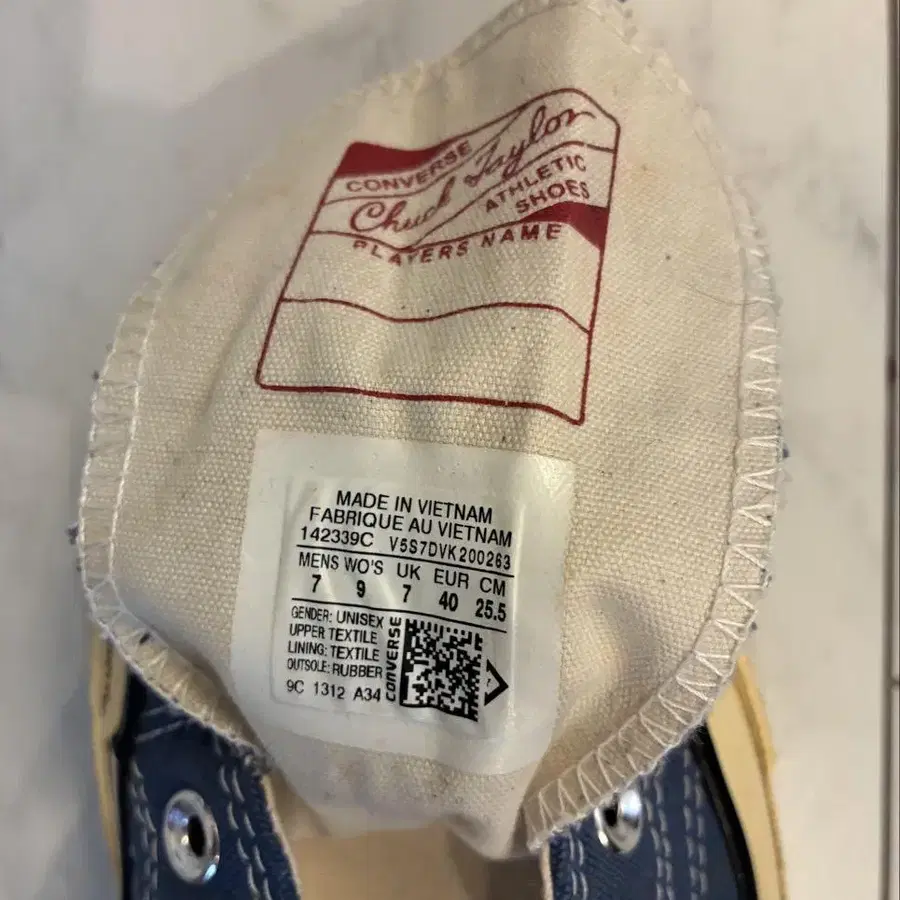 CONVERSE
Chuck Taylor
ATHLETIC
SHOES
PLAYERS NAME
MADE IN VIETNAM
FABRIQUE AU VIETNAM
142339C V5S7DVK200263
MENS WO'S UK EUR CM
7 9 7 40 25.5
GENDER: UNISEX
UPPER TEXTILE
LINING: TEXTILE
OUTSOLE: RUBBER
CONVERSE
9C 1312 A34